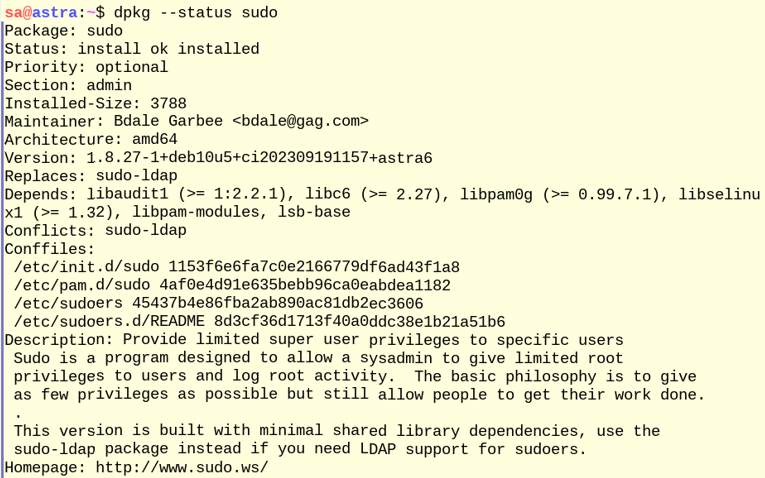 sa@astra:~$ dpkg --status sudo
Package: sudo
Status: install ok installed
Priority: optional
Section: admin
Installed-Size: 3788
Maintainer: Bdale Garbee <bdale@gag.com>
Architecture: amd64
Version: 1.8.27-1+deb10u5+ci202309191157+astra6
Replaces: sudo-ldap
Depends: libaudit1 (>= 1:2.2.1), libc6 (>= 2.27), libpam0g (>= 0.99.7.1), libselinu
x1 (>= 1.32), libpam-modules, lsb-base
Conflicts: sudo-ldap
Conffiles:
 /etc/init.d/sudo 1153f6e6fa7c0e2166779df6ad43f1a8
 /etc/pam.d/sudo 4af0e4d91e635bebb96ca0eabdea1182
 /etc/sudoers 45437b4e86fba2ab890ac81db2ec3606
 /etc/sudoers.d/README 8d3cf36d1713f40a0ddc38e1b21a51b6
Description: Provide limited super user privileges to specific users
 Sudo is a program designed to allow a sysadmin to give limited root
 privileges to users and log root activity.  The basic philosophy is to give
 as few privileges as possible but still allow people to get their work done.
 .
 This version is built with minimal shared library dependencies, use the
 sudo-ldap package instead if you need LDAP support for sudoers.
Homepage: http://www.sudo.ws/